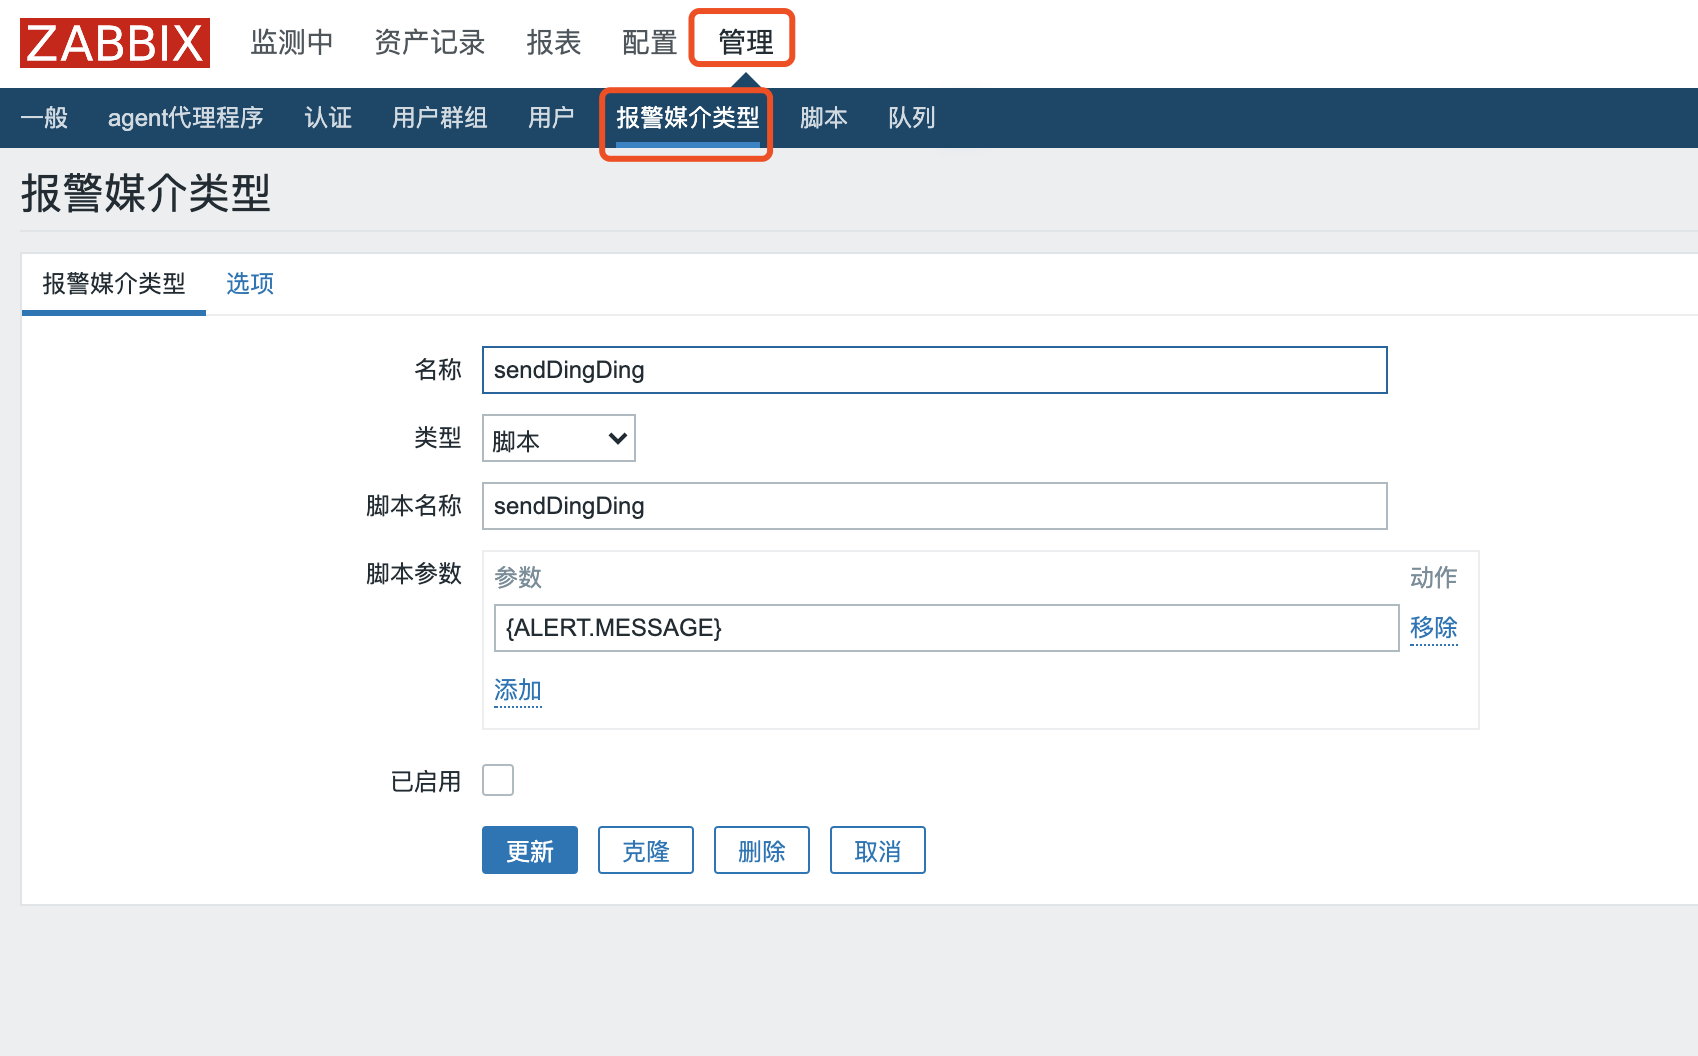 ZABBIX 监测中 资产记录 报表 配置 管理
一般 agent代理程序 认证 用户群组 用户 报警媒介类型 脚本 队列
报警媒介类型
报警媒介类型 选项
名称 sendDingDing
类型 脚本
脚本名称 sendDingDing
脚本参数 参数 动作
{ALERT.MESSAGE} 移除
添加
已启用
更新 克隆 删除 取消